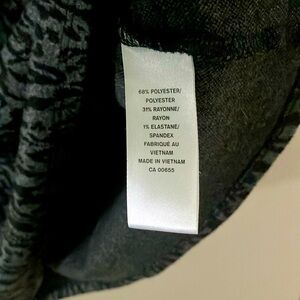 68% POLYESTER/
POLYESTER
31% RAYONNE/
RAYON
1% ELASTANE/
SPANDEX
FABRIQUÉ AU
VIETNAM
MADE IN VIETNAM
CA 00655